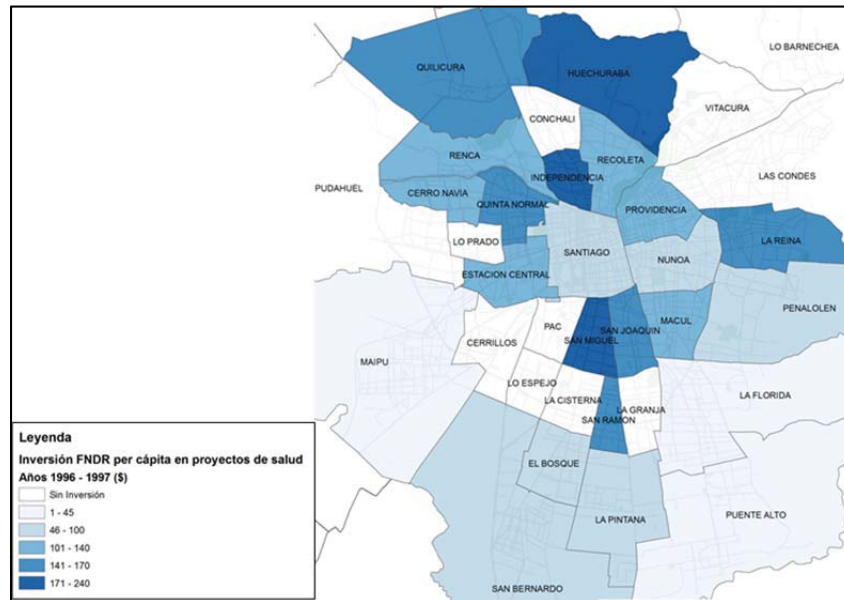 LO BARNECHEA
QUILICURA
HUECHURABA
VITACURA
CONCHALI
RENCA
RECOLETA
INDEPENDENCIA
LAS CONDES
PUDAHUEL
CERRO NAVIA
QUINTA NORMAL
PROVIDENCIA
LO PRADO
LA REINA
SANTIAGO
NUNOA
ESTACION CENTRAL
PENALOLEN
MACUL
PAC
SAN JOAQUIN
SAN MIGUEL
CERRILLOS
MAIPU
LO ESPEJO
LA FLORIDA
LA CISTERNA
LA GRANJA
SAN RAMON
EL BOSQUE
PUENTE ALTO
LA PINTANA
SAN BERNARDO
Leyenda
Inversión FNDR per cápita en proyectos de salud
Años 1996 - 1997 ($)
Sin Inversión
1 - 45
46 - 100
101 - 140
141 - 170
171 - 240